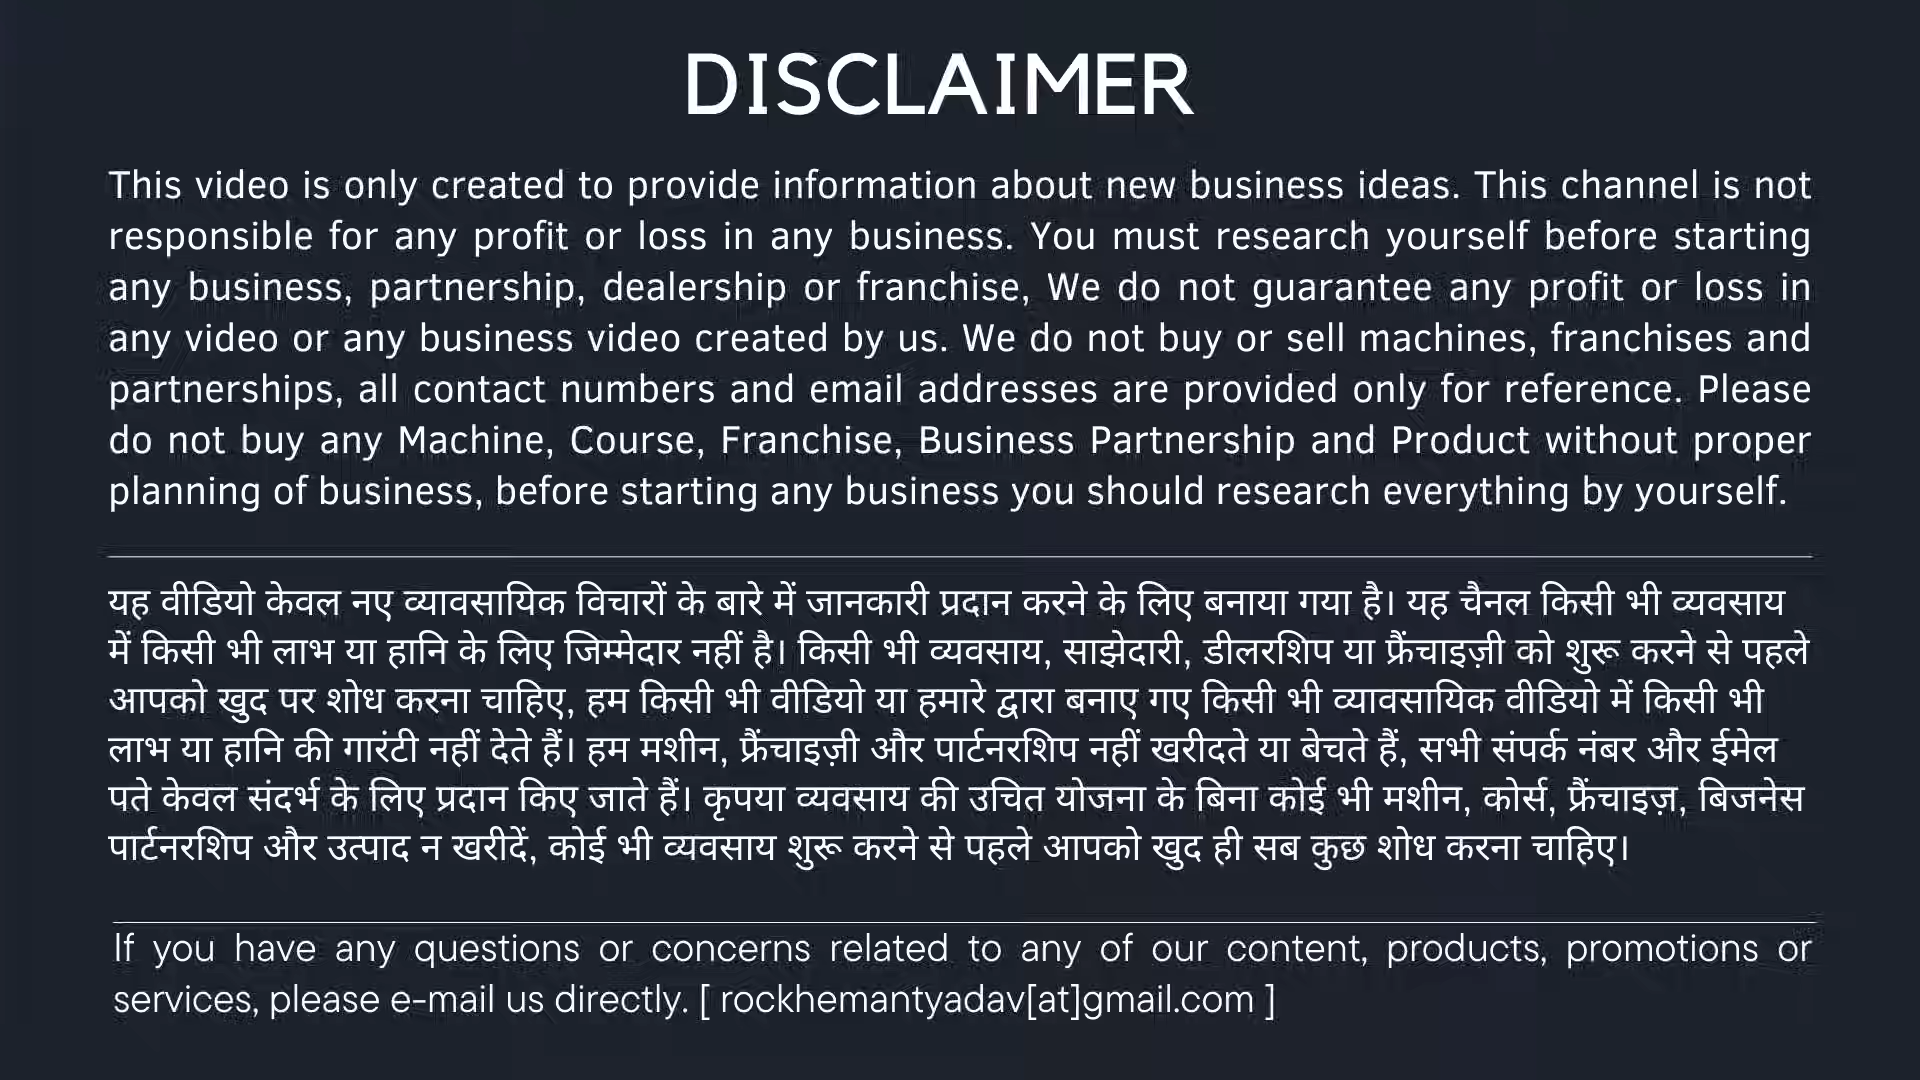 DISCLAIMER
This video is only created to provide information about new business ideas. This channel is not
responsible for any profit or loss in any business. You must research yourself before starting
any business, partnership, dealership or franchise, We do not guarantee any profit or loss in
any video or any business video created by us. We do not buy or sell machines, franchises and
partnerships, all contact numbers and email addresses are provided only for reference. Please
do not buy any Machine, Course, Franchise, Business Partnership and Product without proper
planning of business, before starting any business you should research everything by yourself.
यह वीडियो केवल नए व्यावसायिक विचारों के बारे में जानकारी प्रदान करने के लिए बनाया गया है। यह चैनल किसी भी व्यवसाय
में किसी भी लाभ या हानि के लिए जिम्मेदार नहीं है। किसी भी व्यवसाय, साझेदारी, डीलरशिप या फ्रैंचाइज़ी को शुरू करने से पहले
आपको खुद पर शोध करना चाहिए, हम किसी भी वीडियो या हमारे द्वारा बनाए गए किसी भी व्यावसायिक वीडियो में किसी भी
लाभ या हानि की गारंटी नहीं देते हैं। हम मशीन, फ्रैंचाइज़ी और पार्टनरशिप नहीं खरीदते या बेचते हैं, सभी संपर्क नंबर और ईमेल
पते केवल संदर्भ के लिए प्रदान किए जाते हैं। कृपया व्यवसाय की उचित योजना के बिना कोई भी मशीन, कोर्स, फ्रैंचाइज़, बिजनेस
पार्टनरशिप और उत्पाद न खरीदें, कोई भी व्यवसाय शुरू करने से पहले आपको खुद ही सब कुछ शोध करना चाहिए।
If you have any questions or concerns related to any of our content, products, promotions or
services, please e-mail us directly. [ rockhemantyadav[at]gmail.com ]